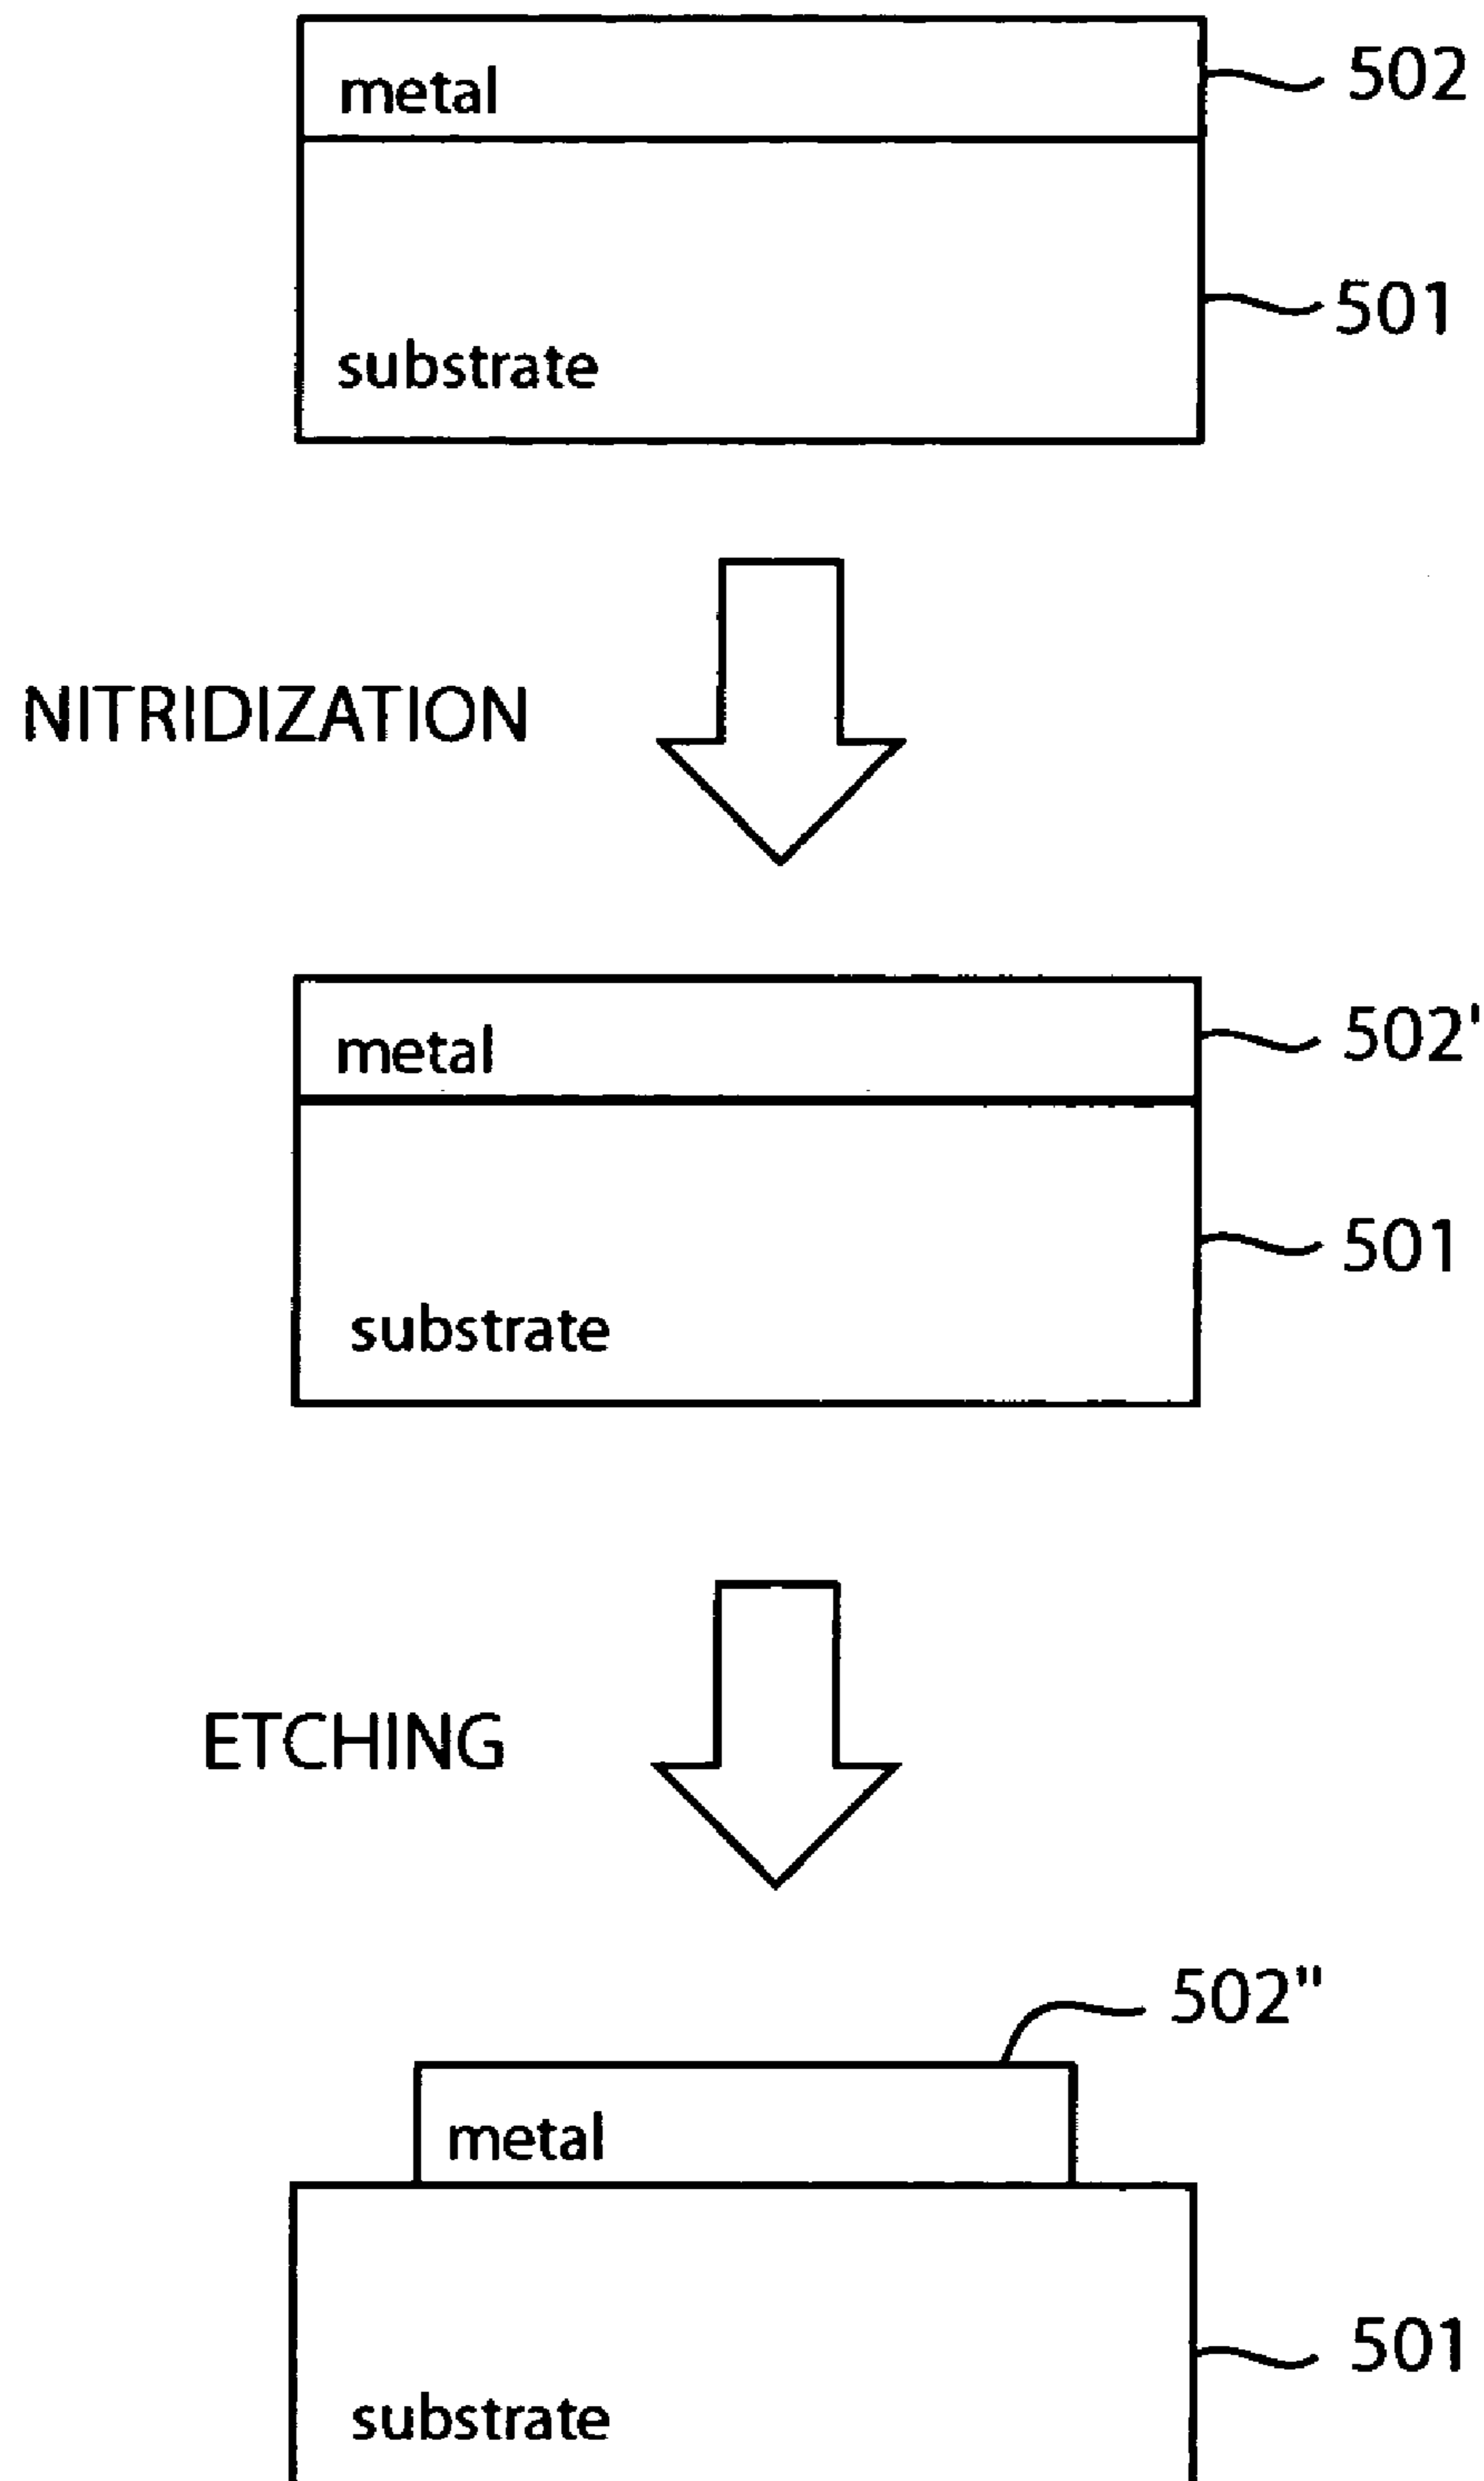 metal
502
501
substrate
NITRIDIZATION
metal
502'
501
substrate
ETCHING
502"
metal
501
substrate